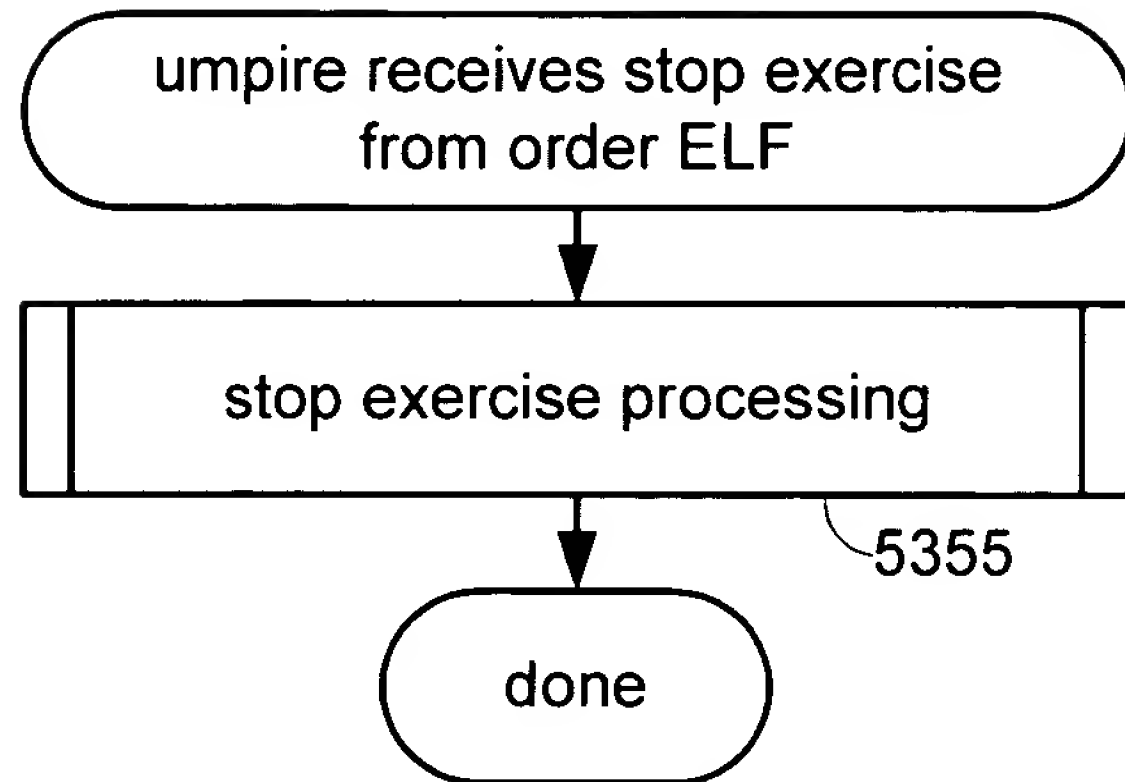 umpire receives stop exercise
from order ELF
stop exercise processing
5355
done